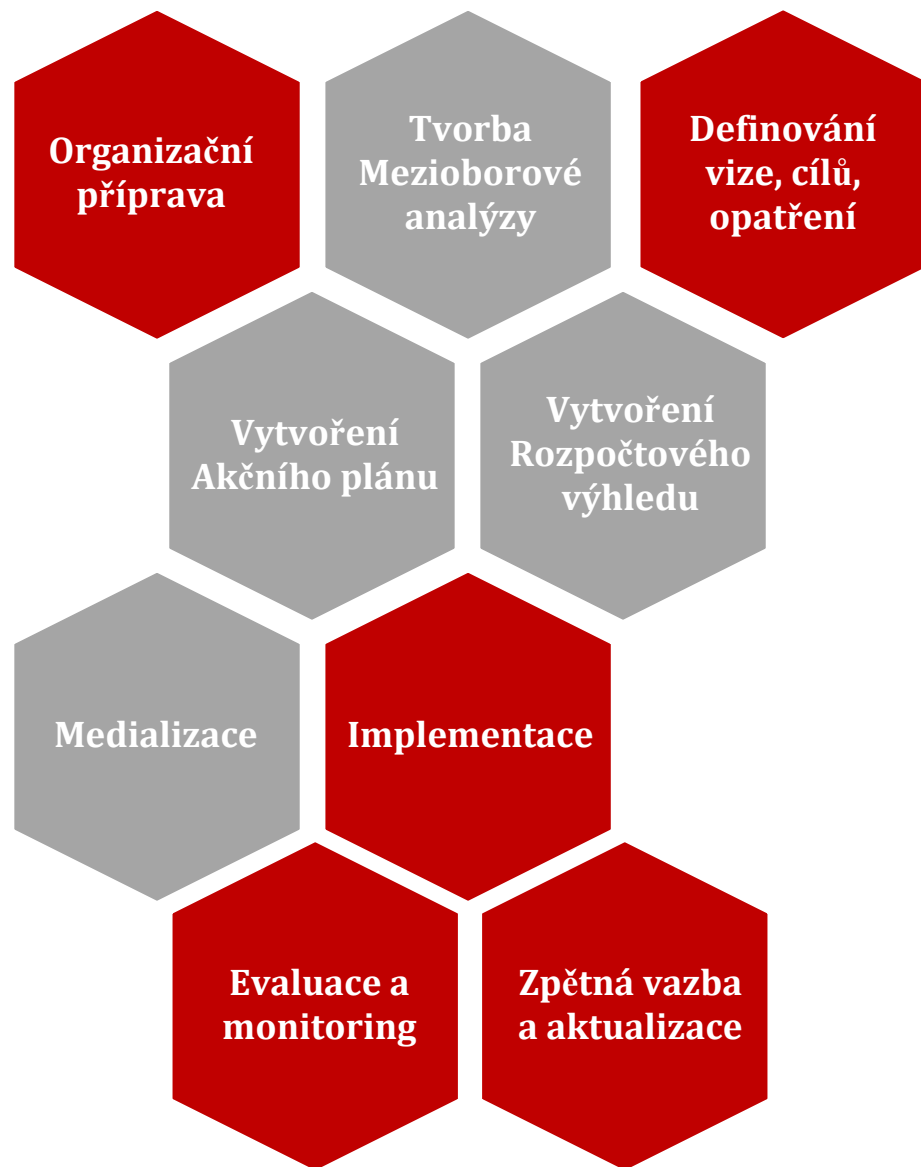 Organizační
příprava
Tvorba
Mezioborové
analýzy
Definování
vize, cílů,
opatření
Vytvoření
Akčního plánu
Vytvoření
Rozpočtového
výhledu
Medializace
Implementace
Evaluace a
monitoring
Zpětná vazba
a aktualizace